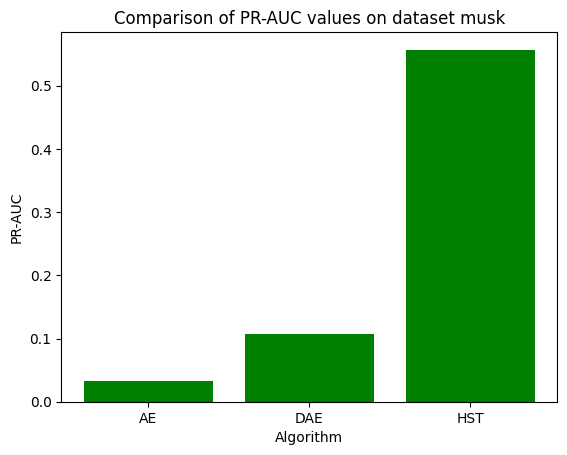 Comparison of PR-AUC values on dataset musk
0.5
0.4
0.3
0.2
0.1
0.0
PR-AUC
AE DAE HST
Algorithm